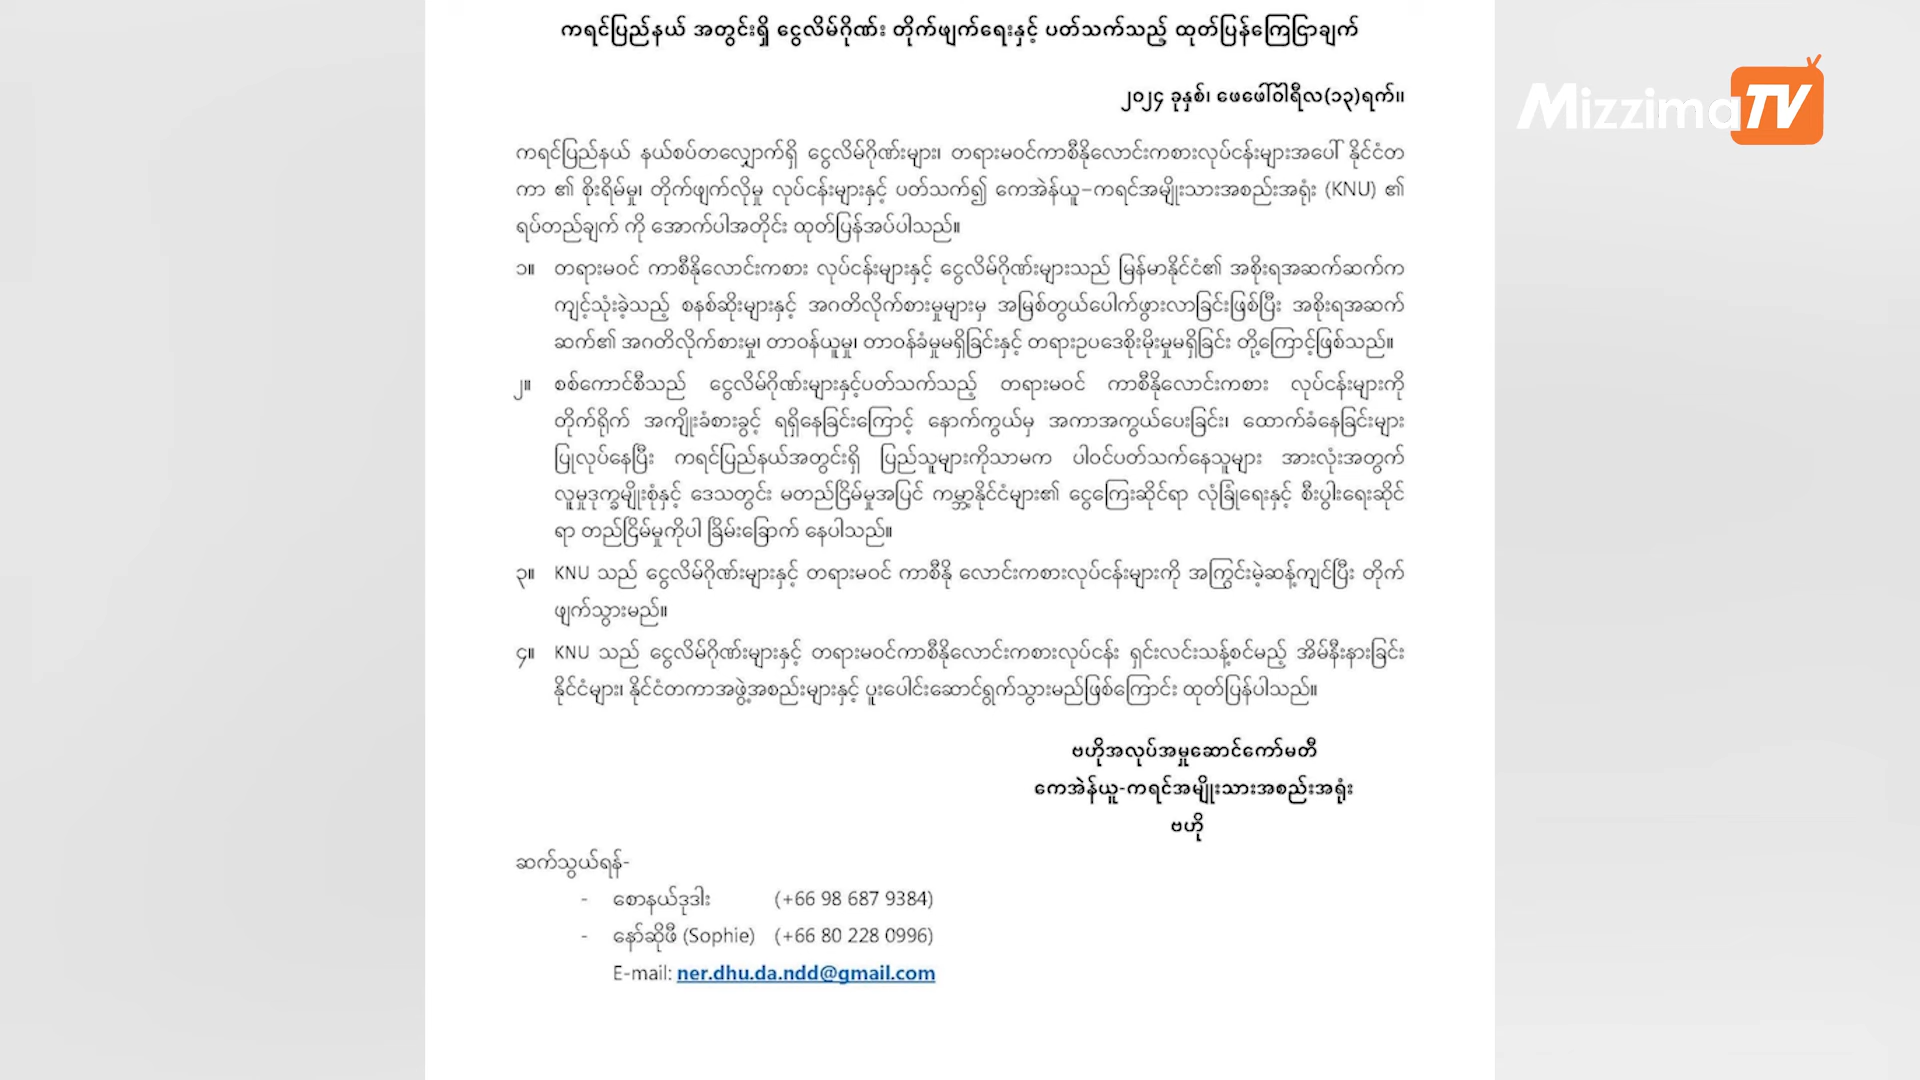 ကရင်ပြည်နယ် အတွင်းရှိ ငွေလိမ်ဂိုဏ်း တိုက်ဖျက်ရေးနှင့် ပတ်သက်သည့် ထုတ်ပြန်ကြေငြာချက်
၂၀၂၄ ခုနှစ်၊ ဖေဖေါ်ဝါရီလ(၁၃)ရက်။
MizzimaTV
ကရင်ပြည်နယ် နယ်စပ်တလျှောက်ရှိ ငွေလိမ်ဂိုဏ်းများ၊ တရားမဝင်ကာစီနိုလောင်းကစားလုပ်ငန်းများအပေါ် နိုင်ငံတ
ကာ ၏ စိုးရိမ်မှု၊ တိုက်ဖျက်လိုမှု လုပ်ငန်းများနှင့် ပတ်သက်၍ ကေအဲန်ယူ–ကရင်အမျိုးသားအစည်းအရုံး (KNU) ၏
ရပ်တည်ချက် ကို အောက်ပါအတိုင်း ထုတ်ပြန်အပ်ပါသည်။
၁။ တရားမဝင် ကာစီနိုလောင်းကစား လုပ်ငန်းများနှင့် ငွေလိမ်ဂိုဏ်းများသည် မြန်မာနိုင်ငံ၏ အစိုးရအဆက်ဆက်က
ကျင့်သုံးခဲ့သည့် စနစ်ဆိုးများနှင့် အဂတိလိုက်စားမှုများမှ အမြစ်တွယ်ပေါက်ဖွားလာခြင်းဖြစ်ပြီး အစိုးရအဆက်
ဆက်၏ အဂတိလိုက်စားမှု၊ တာဝန်ယူမှု၊ တာဝန်ခံမှုမရှိခြင်းနှင့် တရားဥပဒေစိုးမိုးမှုမရှိခြင်း တို့ကြောင့်ဖြစ်သည်။
၂။ စစ်ကောင်စီသည် ငွေလိမ်ဂိုဏ်းများနှင့်ပတ်သက်သည့် တရားမဝင် ကာစီနိုလောင်းကစား လုပ်ငန်းများကို
တိုက်ရိုက် အကျိုးခံစားခွင့် ရရှိနေခြင်းကြောင့် နောက်ကွယ်မှ အကာအကွယ်ပေးခြင်း၊ ထောက်ခံနေခြင်းများ
ပြုလုပ်နေပြီး ကရင်ပြည်နယ်အတွင်းရှိ ပြည်သူများကိုသာမက ပါဝင်ပတ်သက်နေသူများ အားလုံးအတွက်
လူမှုဒုက္ခမျိုးစုံနှင့် ဒေသတွင်း မတည်ငြိမ်မှုအပြင် ကမ္ဘာ့နိုင်ငံများ၏ ငွေကြေးဆိုင်ရာ လုံခြုံရေးနှင့် စီးပွါးရေးဆိုင်
ရာ တည်ငြိမ်မှုကိုပါ ခြိမ်းခြောက် နေပါသည်။
၃။ KNU သည် ငွေလိမ်ဂိုဏ်းများနှင့် တရားမဝင် ကာစီနို လောင်းကစားလုပ်ငန်းများကို အကြွင်းမဲ့ဆန့်ကျင်ပြီး တိုက်
ဖျက်သွားမည်။
၄။ KNU သည် ငွေလိမ်ဂိုဏ်းများနှင့် တရားမဝင်ကာစီနိုလောင်းကစားလုပ်ငန်း ရှင်းလင်းသန့်စင်မည့် အိမ်နီးနားခြင်း
နိုင်ငံများ၊ နိုင်ငံတကာအဖွဲ့အစည်းများနှင့် ပူးပေါင်းဆောင်ရွက်သွားမည်ဖြစ်ကြောင်း ထုတ်ပြန်ပါသည်။
ဗဟိုအလုပ်အမှုဆောင်ကော်မတီ
ကေအဲန်ယူ-ကရင်အမျိုးသားအစည်းအရုံး
ဗဟို
ဆက်သွယ်ရန်-
- စောနယ်ဒုဒါး (+66 98 687 9384)
- နော်ဆိုဖီ (Sophie) (+66 80 228 0996)
E-mail: ner.dhu.da.ndd@gmail.com